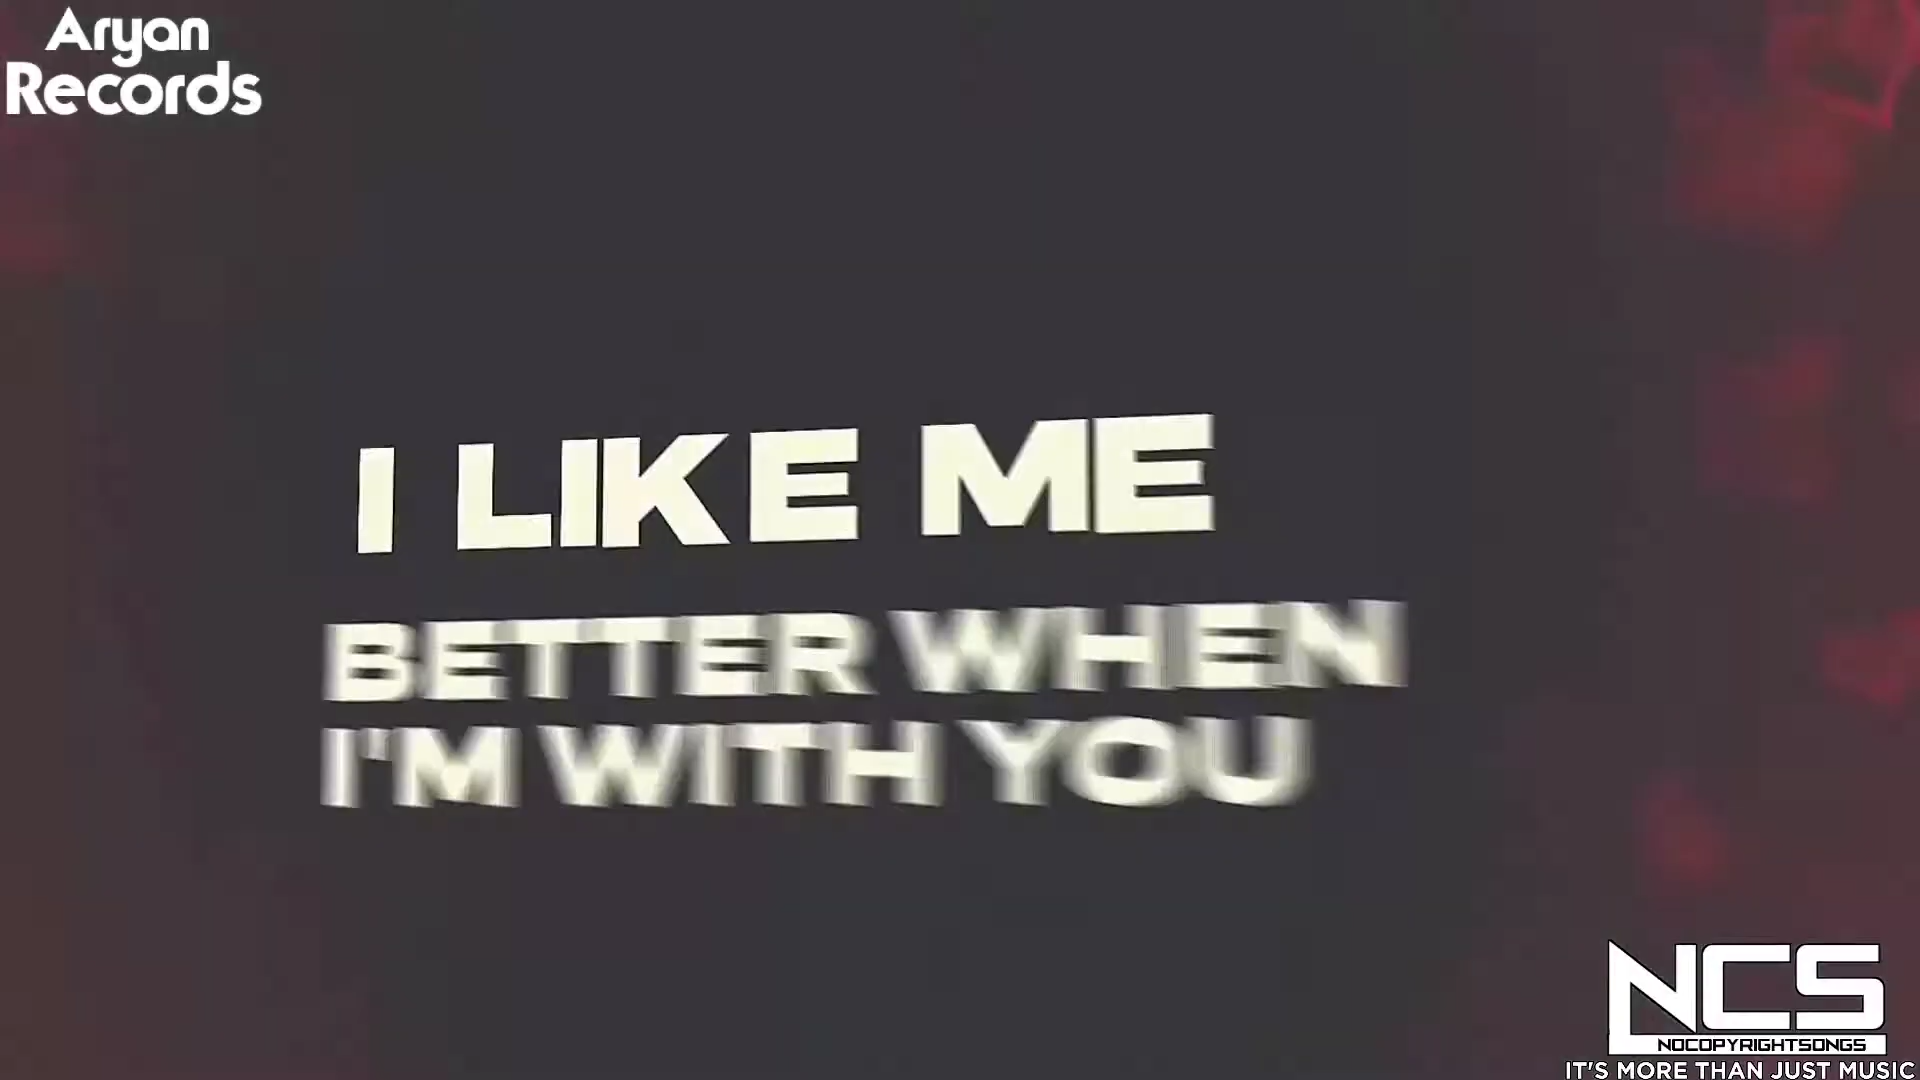 Aryan
Records
I LIKE ME
BETTER WHEN
I'M WITH YOU
NCS
NOCOPYRIGHTSONGS
IT'S MORE THAN JUST MUSIC